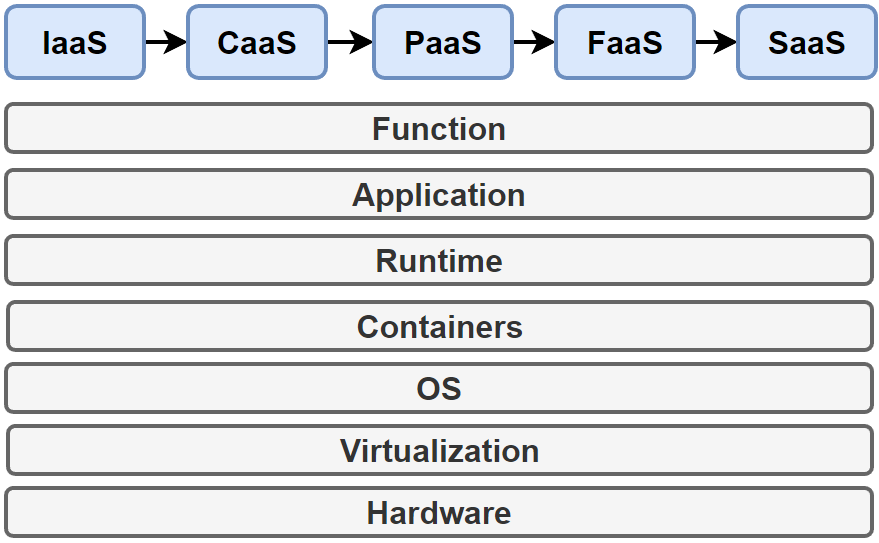 IaaS CaaS PaaS FaaS SaaS
Function
Application
Runtime
Containers
OS
Virtualization
Hardware